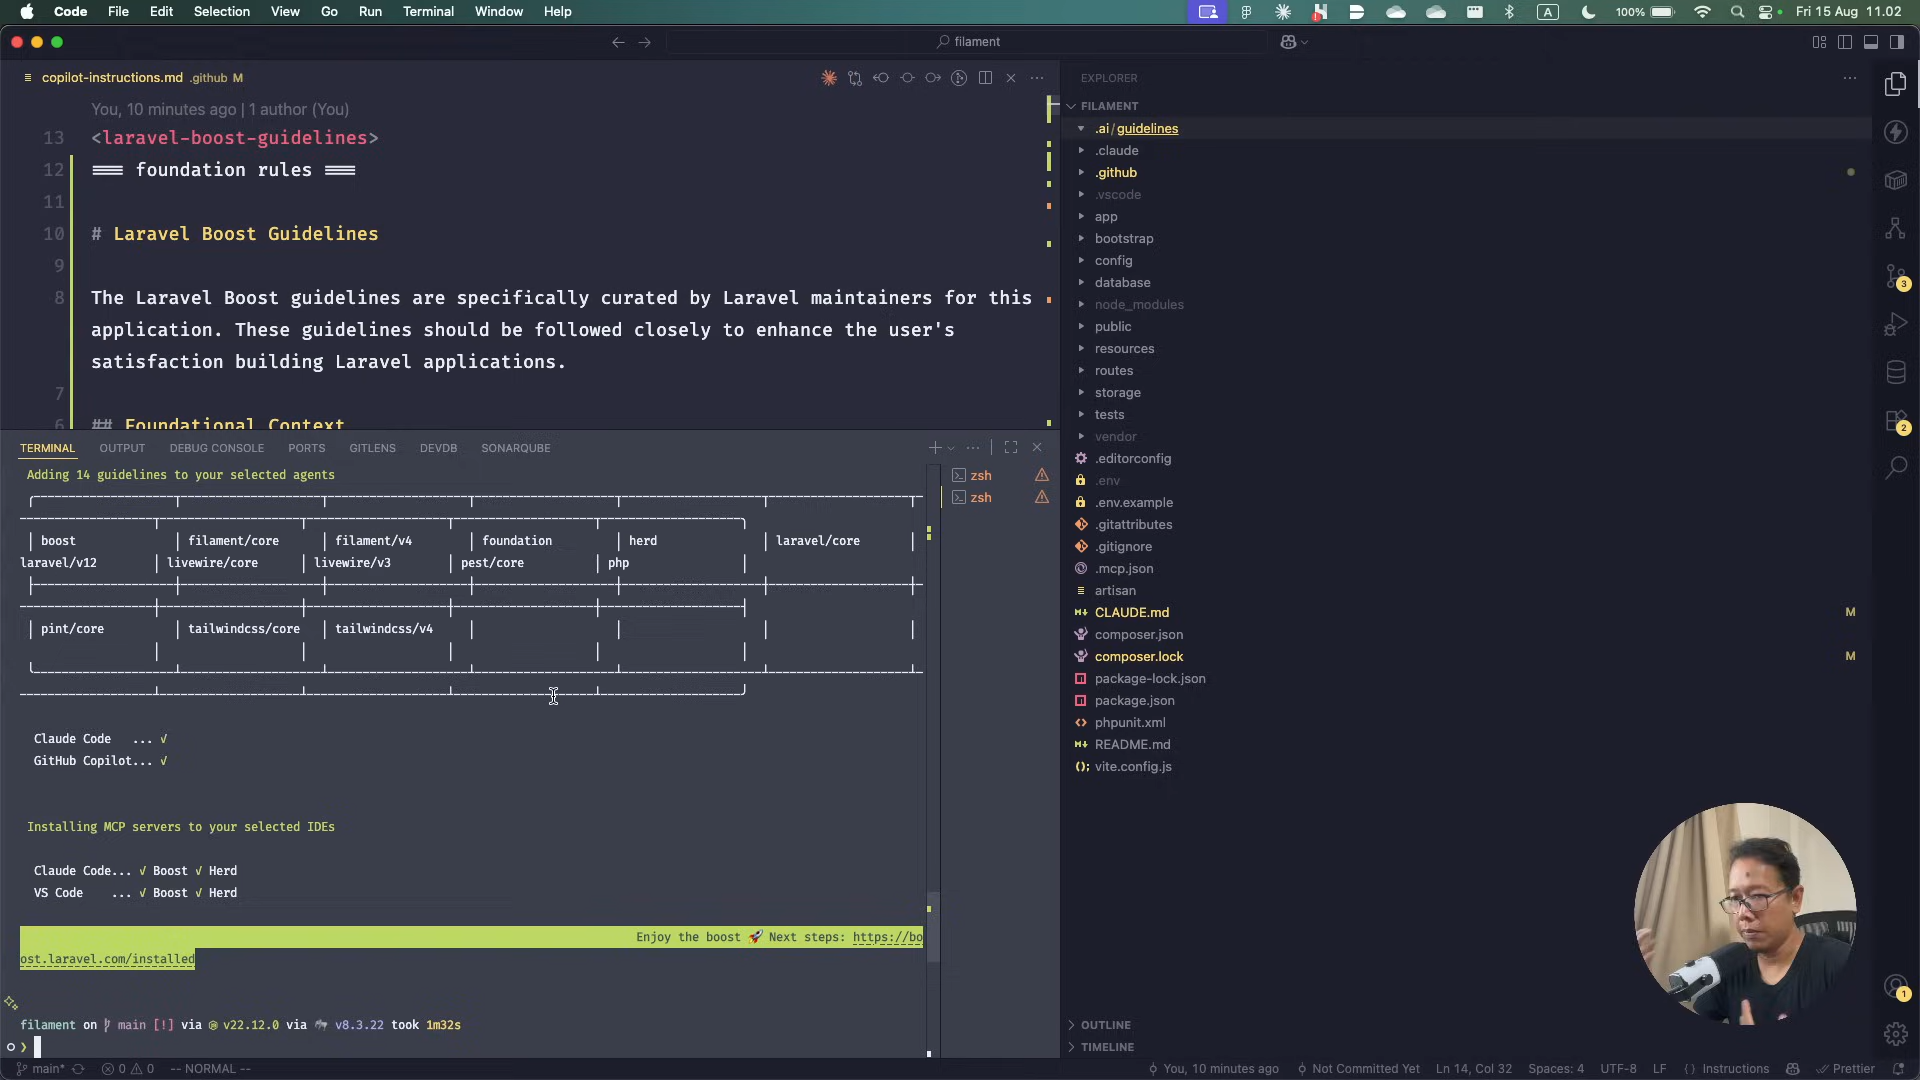 Code File Edit Selection View Go Run Terminal Window Help
A 100% Fri 15 Aug 11.02
filament
copilot-instructions.md .github M
You, 10 minutes ago | 1 author (You)
13 <laravel-boost-guidelines>
12 === foundation rules ===
11
10 # Laravel Boost Guidelines
9
8 The Laravel Boost guidelines are specifically curated by Laravel maintainers for this
application. These guidelines should be followed closely to enhance the user's
satisfaction building Laravel applications.
7
6 ## Foundational Context
TERMINAL OUTPUT DEBUG CONSOLE PORTS GITLENS DEVDB SONARQUBE
Adding 14 guidelines to your selected agents
boost filament/core filament/v4 foundation herd laravel/core
laravel/v12 livewire/core livewire/v3 pest/core php
pint/core tailwindcss/core tailwindcss/v4
Claude Code ... √
GitHub Copilot... √
Installing MCP servers to your selected IDEs
Claude Code... √ Boost √ Herd
VS Code ... √ Boost √ Herd
Enjoy the boost 🚀 Next steps: https://bo
ost.laravel.com/installed
filament on main [!] via v22.12.0 via v8.3.22 took 1m32s
❯
zsh
zsh
EXPLORER
FILAMENT
.ai/guidelines
.claude
.github
.vscode
app
bootstrap
config
database
node_modules
public
resources
routes
storage
tests
vendor
.editorconfig
.env
.env.example
.gitattributes
.gitignore
.mcp.json
artisan
CLAUDE.md M
composer.json
composer.lock M
package-lock.json
package.json
phpunit.xml
README.md
vite.config.js
OUTLINE
TIMELINE
3
2
1
main* 0 0 -- NORMAL -- You, 10 minutes ago Not Committed Yet Ln 14, Col 32 Spaces: 4 UTF-8 LF Instructions Prettier